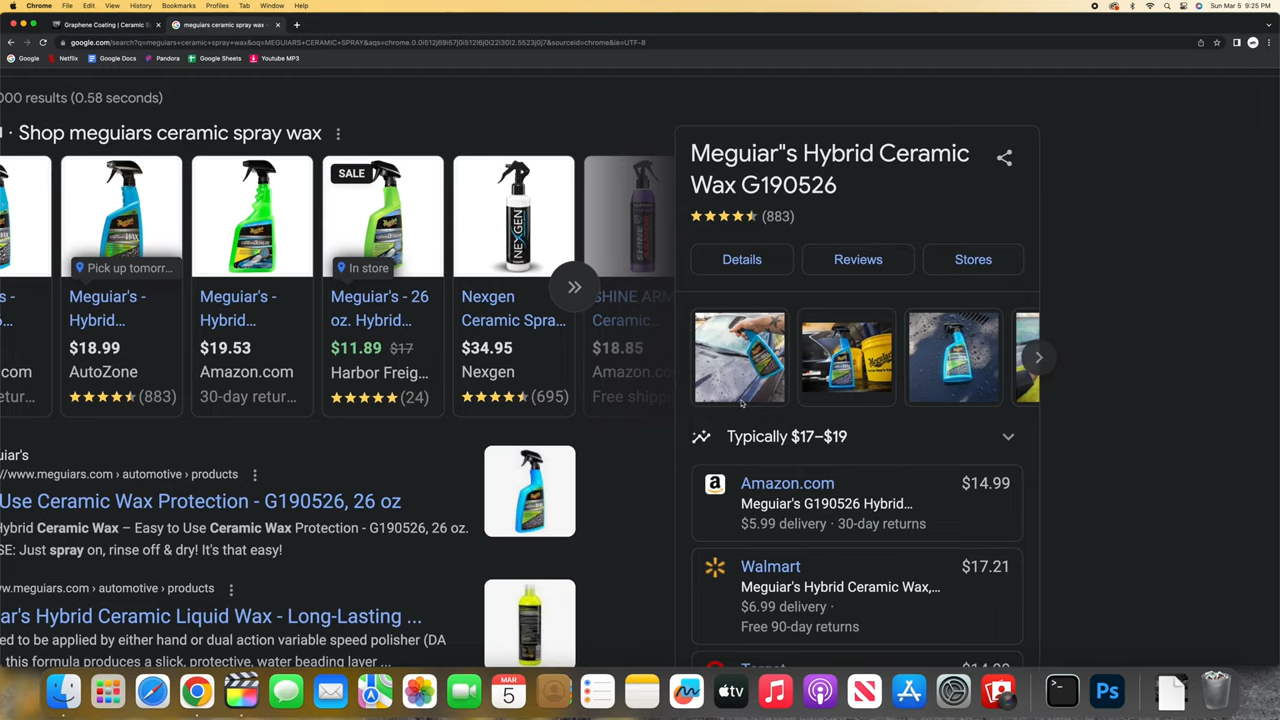 Chrome File Edit View History Bookmarks Profiles Tab Window Help Sun Mar 5 9:25 PM
Graphene Coating | Ceramic S × meguiars ceramic spray wax × +
google.com/search?q=meguiars+ceramic+spray+wax&oq=MEGUIARS+CERAMIC+SPRAY&aqs=chrome.0.0i512j69i57j0i512j6j0i22i30l2.5523j0j7&sourceid=chrome&ie=UTF-8
Google Netflix Google Docs Pandora Google Sheets Youtube MP3
000 results (0.58 seconds)
· Shop meguiars ceramic spray wax
SALE
NEXGEN
Pick up tomorr...
In store
Meguiar's -
Hybrid...
$18.99
AutoZone
(883)
Meguiar's -
Hybrid...
$19.53
Amazon.com
30-day retur...
Meguiar's - 26
oz. Hybrid...
$11.89 $17
Harbor Freig...
(24)
Nexgen
Ceramic Spra...
$34.95
Nexgen
(695)
SHINE ARM
Ceramic...
$18.85
Amazon.com
Free shipp
iar's
//www.meguiars.com › automotive › products
Use Ceramic Wax Protection - G190526, 26 oz
Hybrid Ceramic Wax – Easy to Use Ceramic Wax Protection - G190526, 26 oz.
SE: Just spray on, rinse off & dry! It's that easy!
ww.meguiars.com › automotive › products
ar's Hybrid Ceramic Liquid Wax - Long-Lasting ...
ed to be applied by either hand or dual action variable speed polisher (DA
, this formula produces a slick, protective, water beading layer ...
Meguiar"s Hybrid Ceramic
Wax G190526
(883)
Details Reviews Stores
Typically $17–$19
Amazon.com $14.99
Meguiar's G190526 Hybrid...
$5.99 delivery · 30-day returns
Walmart $17.21
Meguiar's Hybrid Ceramic Wax,...
$6.99 delivery ·
Free 90-day returns
MAR
5
tv
Ps